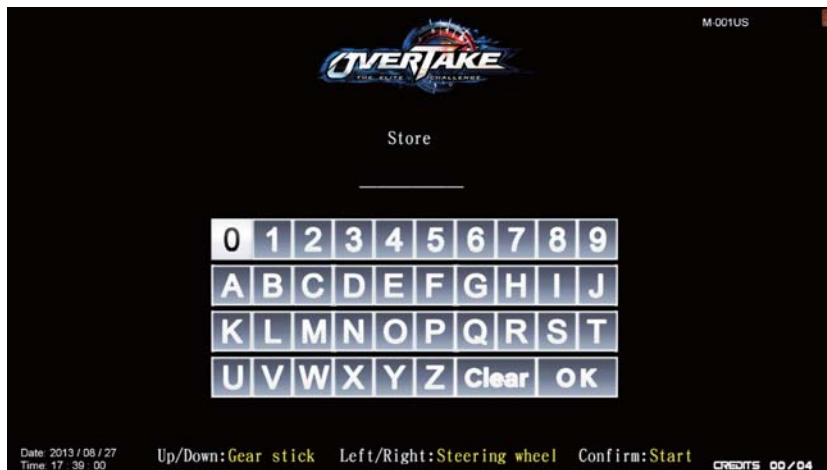 M-001US
OVERTAKE
THE ELITE CHALLENGE
Store
0 1 2 3 4 5 6 7 8 9
A B C D E F G H I J
K L M N O P Q R S T
U V W X Y Z Clear OK
Date: 2013 / 08 / 27
Time: 17 : 39 : 00
Up/Down:Gear stick Left/Right:Steering wheel Confirm:Start
CREDITS 00/04